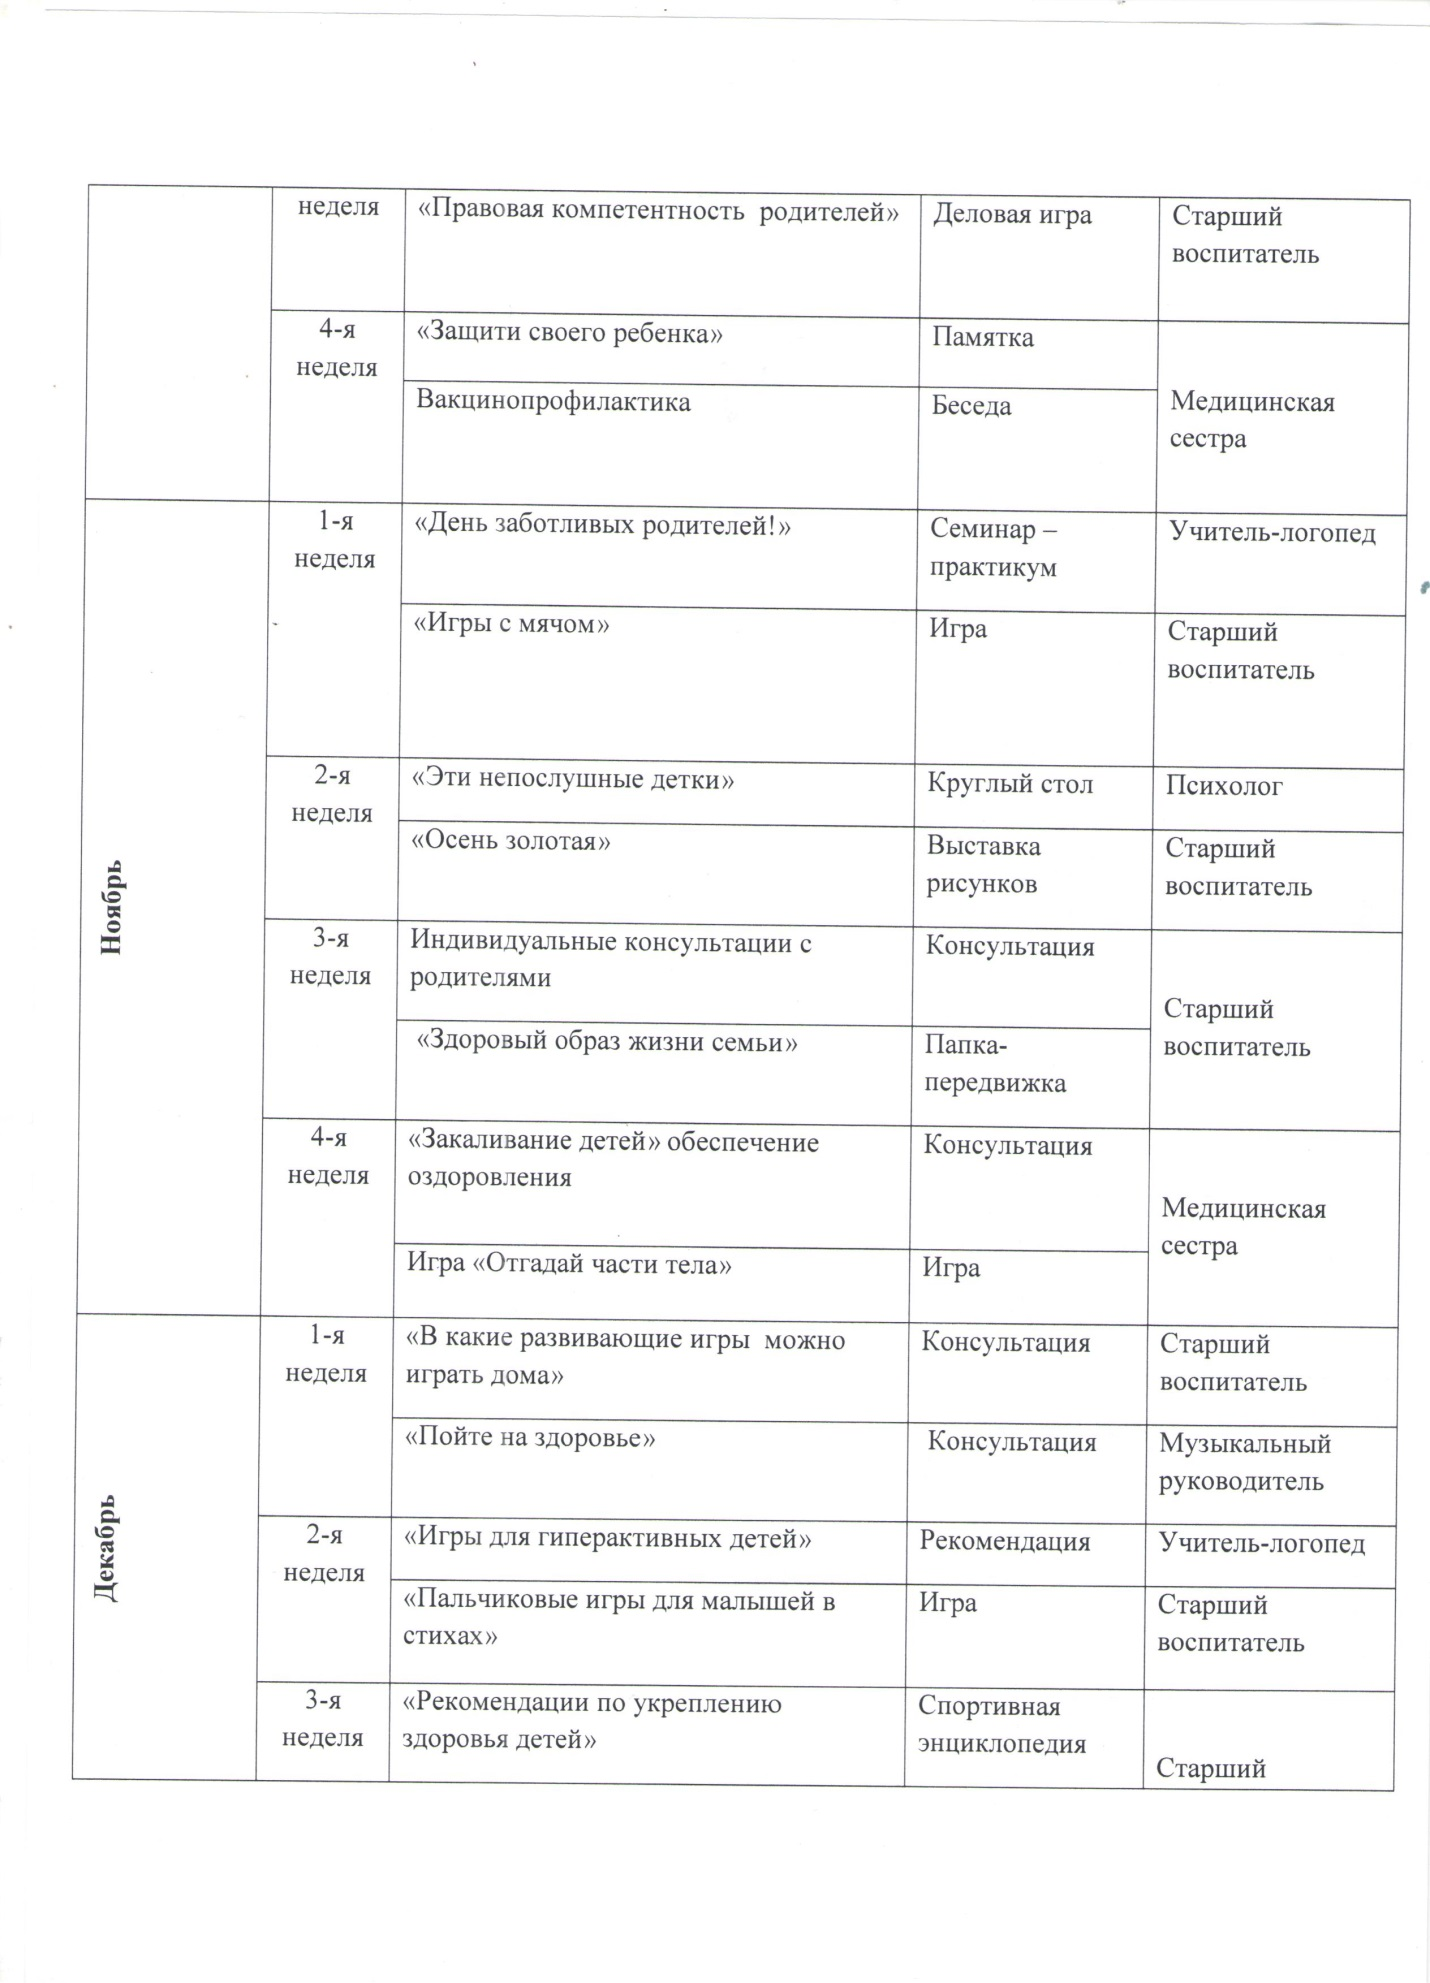 неделя
«Правовая компетентность  родителей»
Деловая игра
Старший
воспитатель
4-я
неделя
«Защити своего ребенка»
Памятка
Медицинская
сестра
Вакцинопрофилактика
Беседа
Ноябрь
1-я
неделя
«День заботливых родителей!»
Семинар –
практикум
Учитель-логопед
«Игры с мячом»
Игра
Старший
воспитатель
2-я
неделя
«Эти непослушные детки»
Круглый стол
Психолог
«Осень золотая»
Выставка
рисунков
Старший
воспитатель
3-я
неделя
Индивидуальные консультации с
родителями
Консультация
Старший
воспитатель
«Здоровый образ жизни семьи»
Папка-
передвижка
4-я
неделя
«Закаливание детей» обеспечение
оздоровления
Консультация
Медицинская
сестра
Игра «Отгадай части тела»
Игра
Декабрь
1-я
неделя
«В какие развивающие игры  можно
играть дома»
Консультация
Старший
воспитатель
«Пойте на здоровье»
Консультация
Музыкальный
руководитель
2-я
неделя
«Игры для гиперактивных детей»
Рекомендация
Учитель-логопед
«Пальчиковые игры для малышей в
стихах»
Игра
Старший
воспитатель
3-я
неделя
«Рекомендации по укреплению
здоровья детей»
Спортивная
энциклопедия
Старший